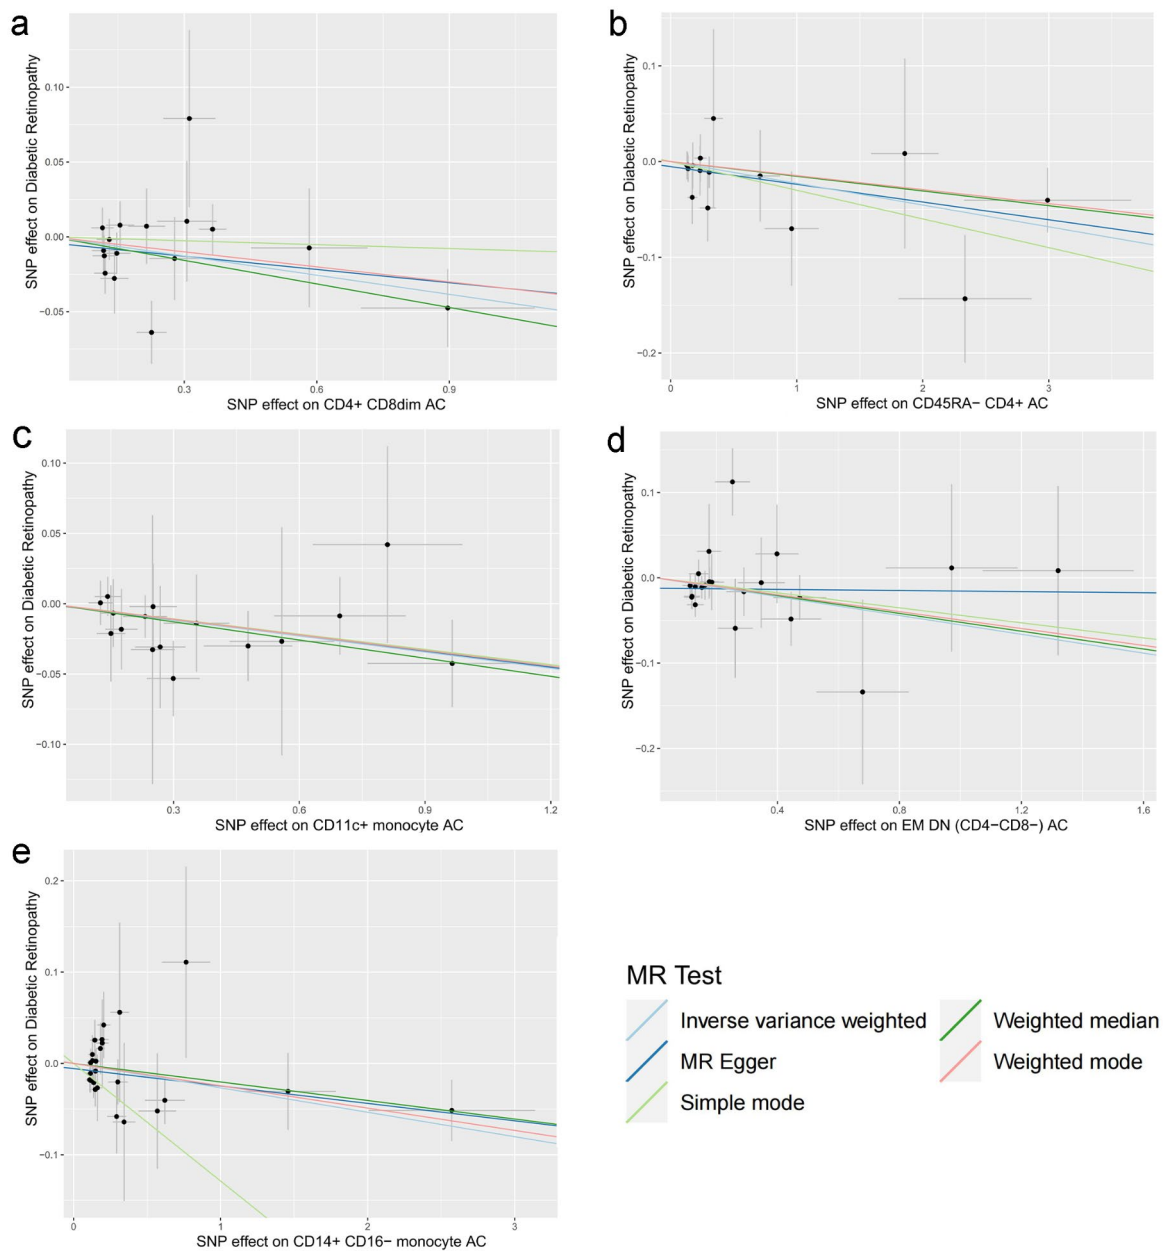 a
SNP effect on Diabetic Retinopathy
0.10
0.05
0.00
−0.05
0.3
0.6
0.9
SNP effect on CD4+ CD8dim AC
b
SNP effect on Diabetic Retinopathy
0.1
0.0
−0.1
−0.2
0
1
2
3
SNP effect on CD45RA− CD4+ AC
c
SNP effect on Diabetic Retinopathy
0.10
0.05
0.00
−0.05
−0.10
0.3
0.6
0.9
1.2
SNP effect on CD11c+ monocyte AC
d
SNP effect on Diabetic Retinopathy
0.1
0.0
−0.1
−0.2
0.4
0.8
1.2
1.6
SNP effect on EM DN (CD4−CD8−) AC
e
SNP effect on Diabetic Retinopathy
0.2
0.1
0.0
−0.1
0
1
2
3
SNP effect on CD14+ CD16− monocyte AC
MR Test
Inverse variance weighted
MR Egger
Simple mode
Weighted median
Weighted mode